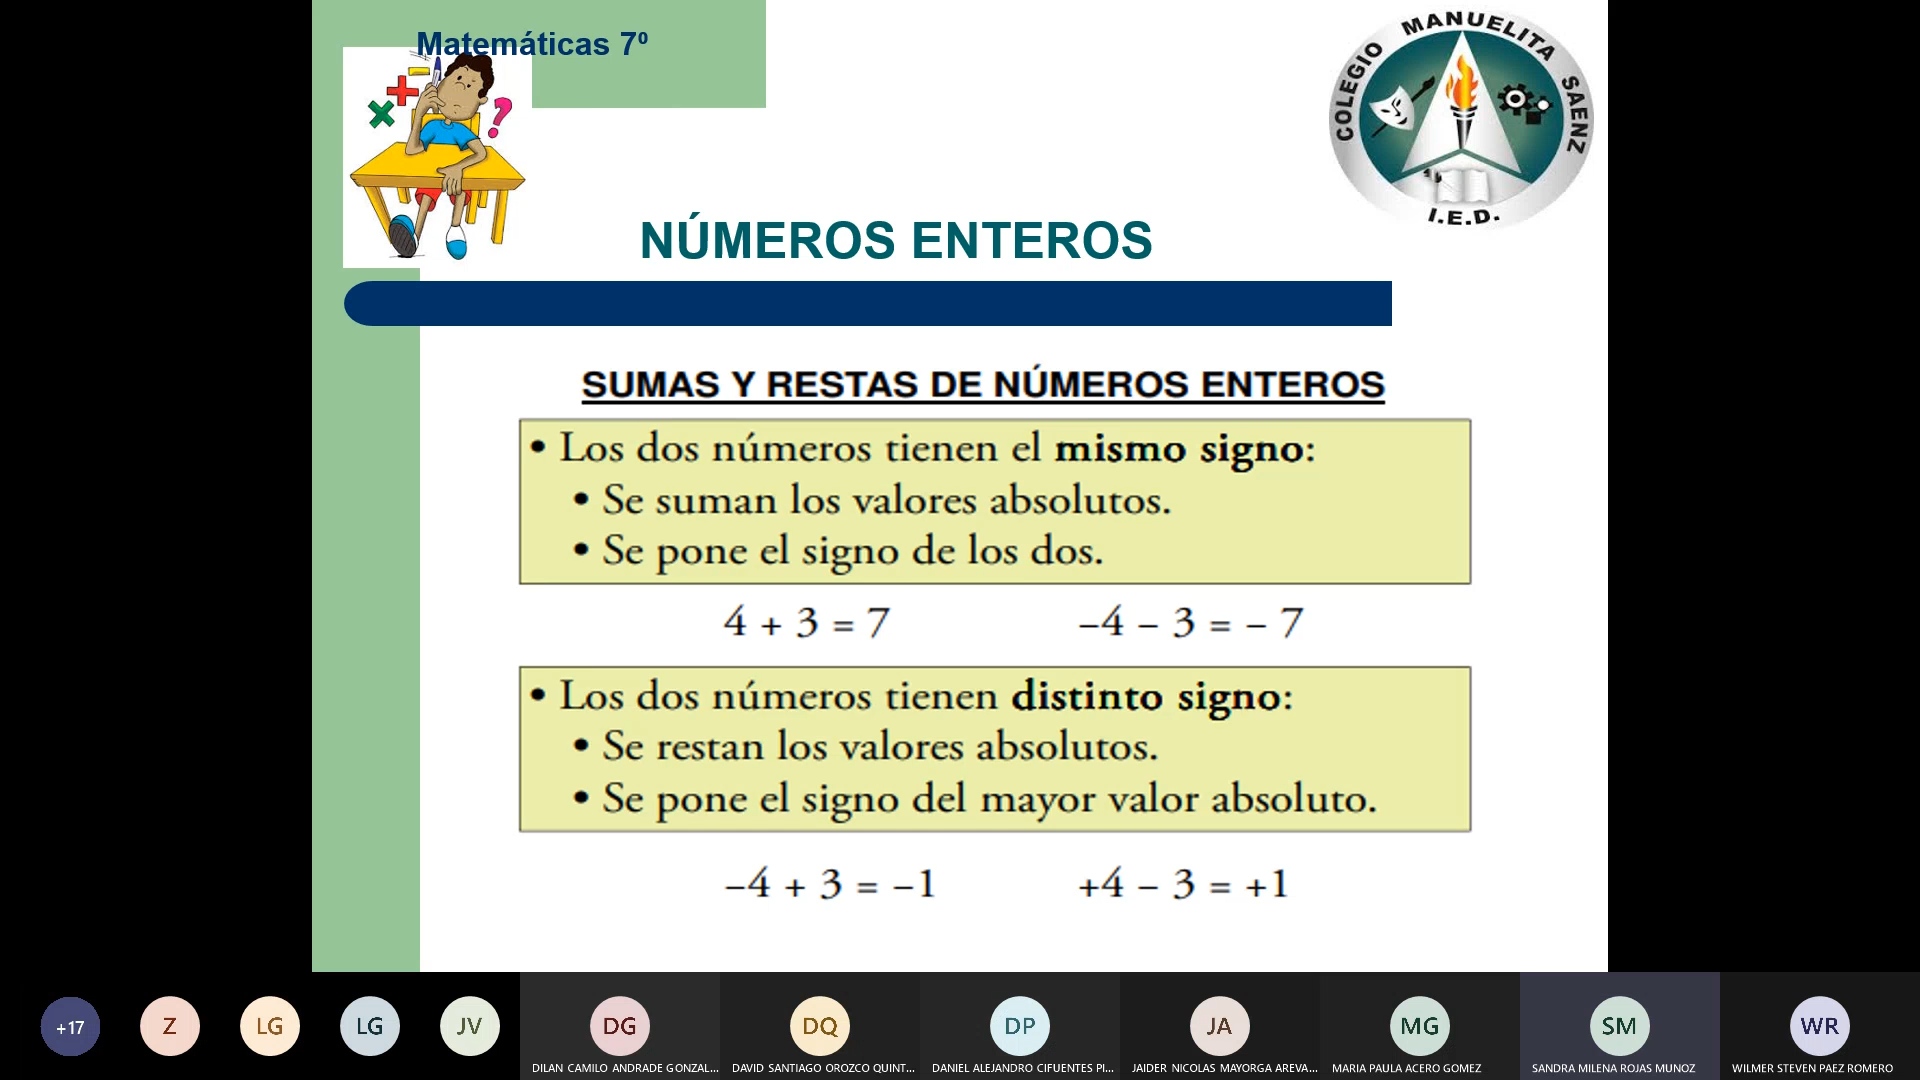 Matemáticas 7º
COLEGIO MANUELITA SAENZ
I.E.D.
NÚMEROS ENTEROS
SUMAS Y RESTAS DE NÚMEROS ENTEROS
• Los dos números tienen el mismo signo:
• Se suman los valores absolutos.
• Se pone el signo de los dos.
4 + 3 = 7 –4 – 3 = – 7
• Los dos números tienen distinto signo:
• Se restan los valores absolutos.
• Se pone el signo del mayor valor absoluto.
–4 + 3 = –1 +4 – 3 = +1
+17 Z LG LG JV DG DQ DP JA MG SM WR
DILAN CAMILO ANDRADE GONZAL... DAVID SANTIAGO OROZCO QUINT... DANIEL ALEJANDRO CIFUENTES PI... JAIDER NICOLAS MAYORGA AREVA... MARIA PAULA ACERO GOMEZ SANDRA MILENA ROJAS MUNOZ WILMER STEVEN PAEZ ROMERO